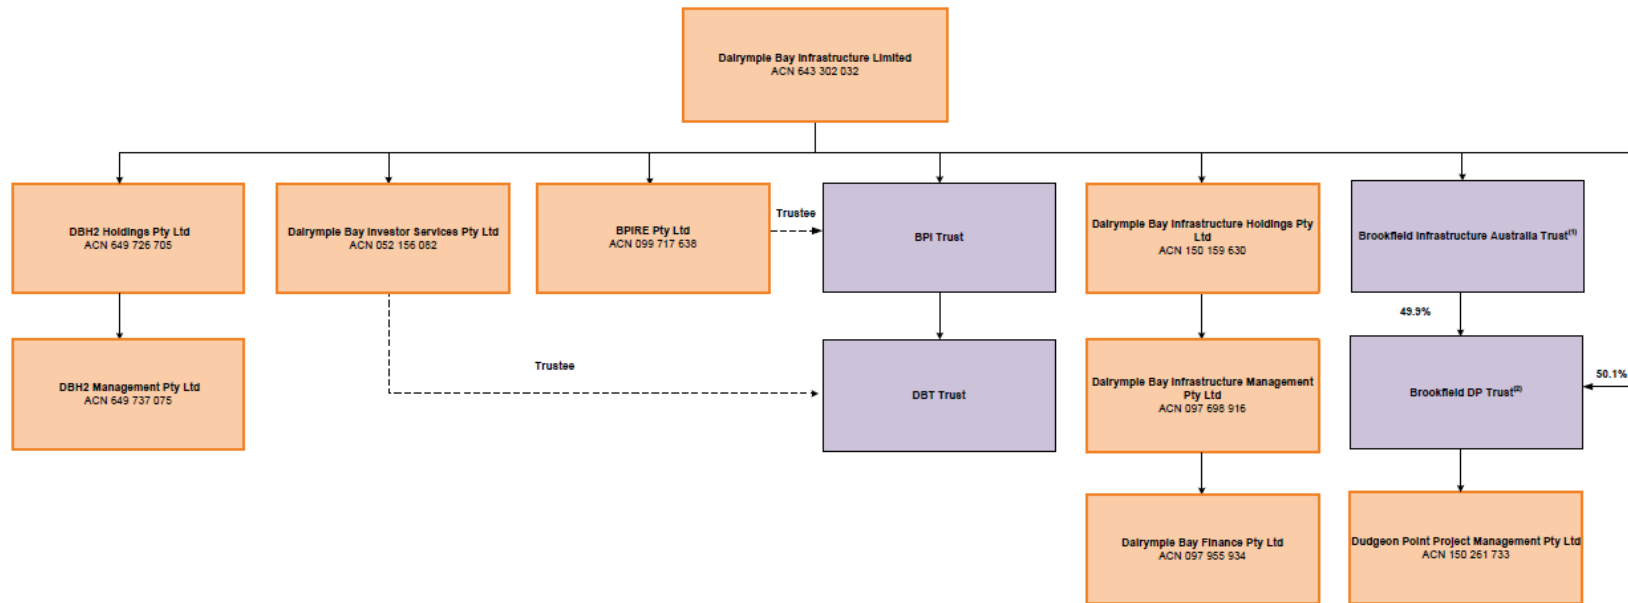 Dalrymple Bay Infrastructure Limited
ACN 643 302 032
DBH2 Holdings Pty Ltd
ACN 649 726 705
Dalrymple Bay Investor Services Pty Ltd
ACN 052 156 082
BPIRE Pty Ltd
ACN 099 717 638
Trustee
BPI Trust
Dalrymple Bay Infrastructure Holdings Pty
Ltd
ACN 150 159 630
Brookfield Infrastructure Australia Trust(1)
49.9%
DBH2 Management Pty Ltd
ACN 649 737 075
Trustee
DBT Trust
Dalrymple Bay Infrastructure Management
Pty Ltd
ACN 097 698 916
Brookfield DP Trust(2)
50.1%
Dalrymple Bay Finance Pty Ltd
ACN 097 955 934
Dudgeon Point Project Management Pty Ltd
ACN 150 261 733